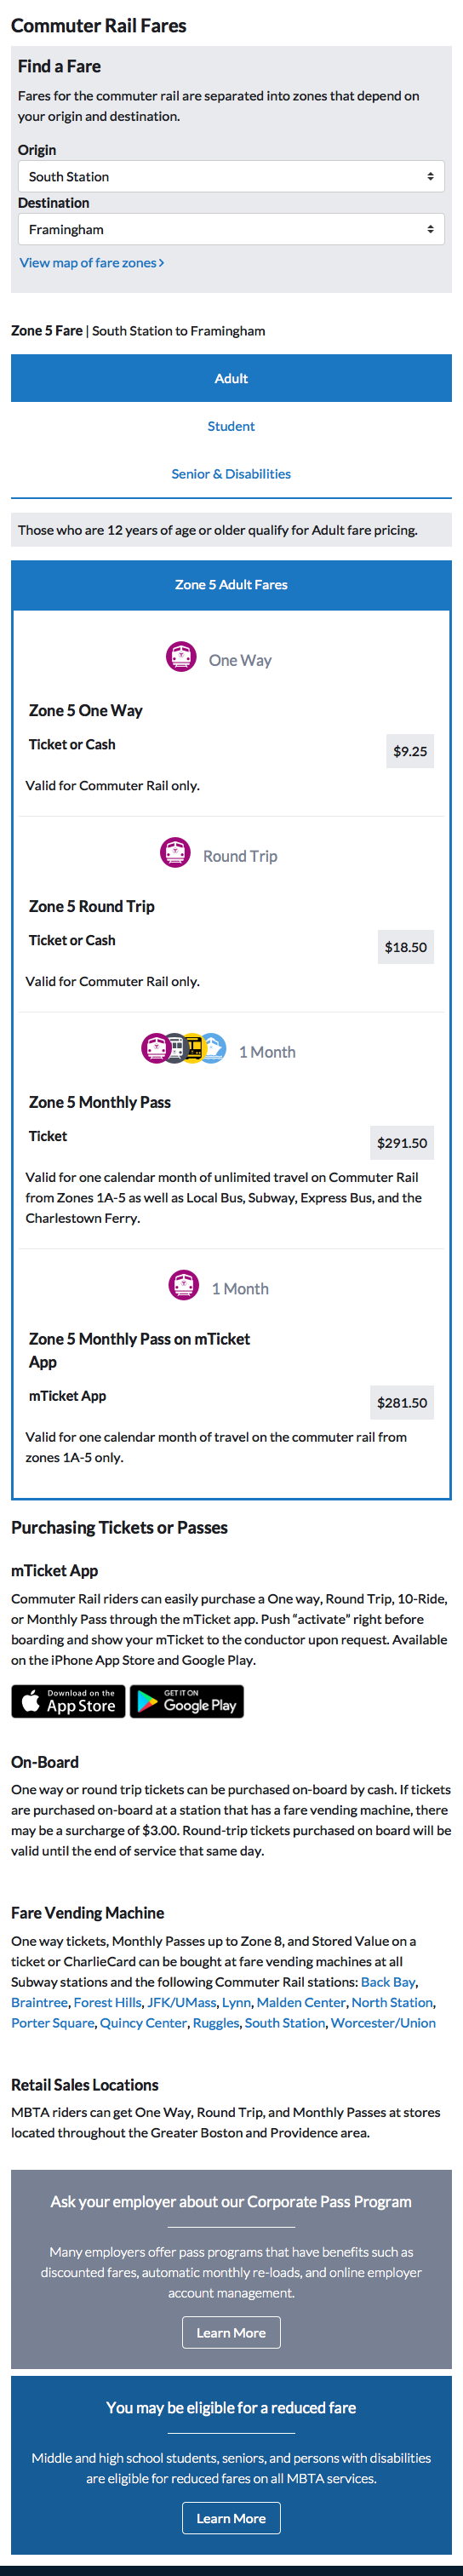 Commuter Rail Fares
Find a Fare
Fares for the commuter rail are separated into zones that depend on
your origin and destination.
Origin
South Station
Destination
Framingham
View map of fare zones
Zone 5 Fare | South Station to Framingham
Adult
Student
Senior & Disabilities
Those who are 12 years of age or older qualify for Adult fare pricing.
Zone 5 Adult Fares
One Way
Zone 5 One Way
Ticket or Cash
$9.25
Valid for Commuter Rail only.
Round Trip
Zone 5 Round Trip
Ticket or Cash
$18.50
Valid for Commuter Rail only.
1 Month
Zone 5 Monthly Pass
Ticket
$291.50
Valid for one calendar month of unlimited travel on Commuter Rail
from Zones 1A-5 as well as Local Bus, Subway, Express Bus, and the
Charlestown Ferry.
1 Month
Zone 5 Monthly Pass on mTicket
App
mTicket App
$281.50
Valid for one calendar month of travel on the commuter rail from
zones 1A-5 only.
Purchasing Tickets or Passes
mTicket App
Commuter Rail riders can easily purchase a One way, Round Trip, 10-Ride,
or Monthly Pass through the mTicket app. Push “activate” right before
boarding and show your mTicket to the conductor upon request. Available
on the iPhone App Store and Google Play.
Download on the
App Store
GET IT ON
Google Play
On-Board
One way or round trip tickets can be purchased on-board by cash. If tickets
are purchased on-board at a station that has a fare vending machine, there
may be a surcharge of $3.00. Round-trip tickets purchased on board will be
valid until the end of service that same day.
Fare Vending Machine
One way tickets, Monthly Passes up to Zone 8, and Stored Value on a
ticket or CharlieCard can be bought at fare vending machines at all
Subway stations and the following Commuter Rail stations: Back Bay,
Braintree, Forest Hills, JFK/UMass, Lynn, Malden Center, North Station,
Porter Square, Quincy Center, Ruggles, South Station, Worcester/Union
Retail Sales Locations
MBTA riders can get One Way, Round Trip, and Monthly Passes at stores
located throughout the Greater Boston and Providence area.
Ask your employer about our Corporate Pass Program
Many employers offer pass programs that have benefits such as
discounted fares, automatic monthly re-loads, and online employer
account management.
Learn More
You may be eligible for a reduced fare
Middle and high school students, seniors, and persons with disabilities
are eligible for reduced fares on all MBTA services.
Learn More